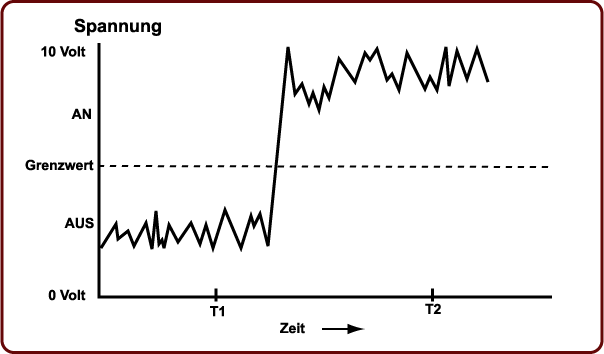 Spannung
10 Volt
AN
Grenzwert
AUS
0 Volt
T1
T2
Zeit